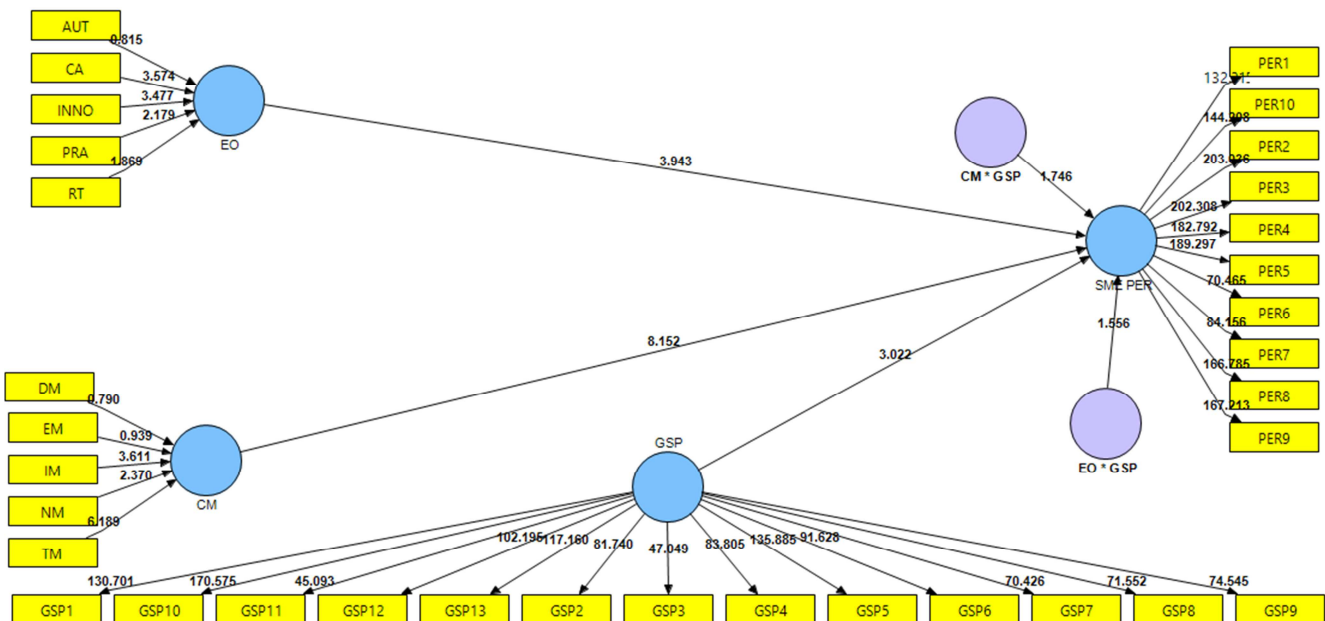 AUT
0.815
CA
3.574
INNO
3.477
2.179
PRA
1.869
RT
EO
3.943
CM * GSP
1.746
SME PER
1.556
EO * GSP
PER1
PER10
144.208
PER2
PER3
202.308
PER4
182.792
189.297
PER5
70.465
PER6
84.156
PER7
166.785
PER8
167.213
PER9
8.152
3.022
DM
0.790
EM
0.939
IM
3.611
2.370
NM
6.189
TM
CM
GSP
130.701
170.575
45.093
102.195
117.160
81.740
47.049
83.805
135.885
91.628
70.426
71.552
74.545
GSP1
GSP10
GSP11
GSP12
GSP13
GSP2
GSP3
GSP4
GSP5
GSP6
GSP7
GSP8
GSP9